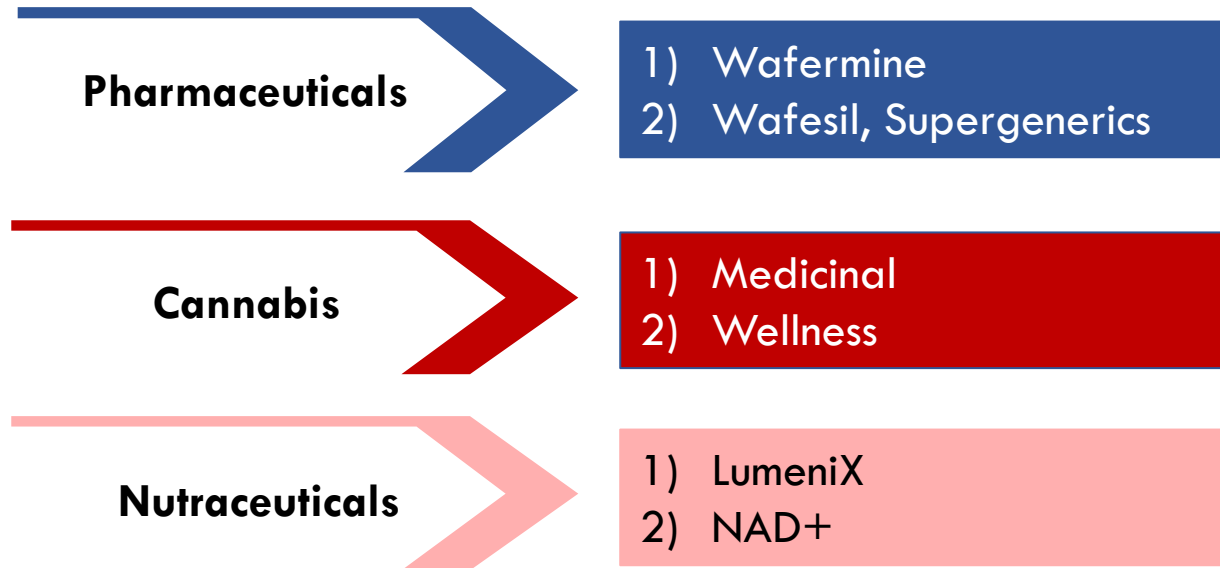 Pharmaceuticals
1) Wafermine
2) Wafesil, Supergenerics
Cannabis
1) Medicinal
2) Wellness
Nutraceuticals
1) LumeniX
2) NAD+